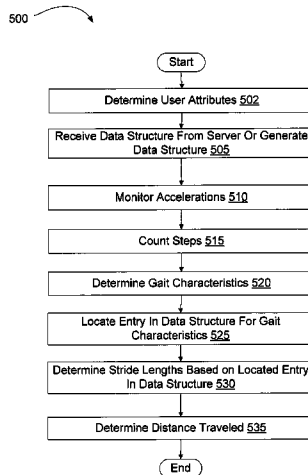 500
Start
Determine User Attributes 502
Receive Data Structure From Server Or Generate
Data Structure 505
Monitor Accelerations 510
Count Steps 515
Determine Gait Characteristics 520
Locate Entry In Data Structure For Gait
Characteristics 525
Determine Stride Lengths Based on Located Entry
In Data Structure 530
Determine Distance Traveled 535
End